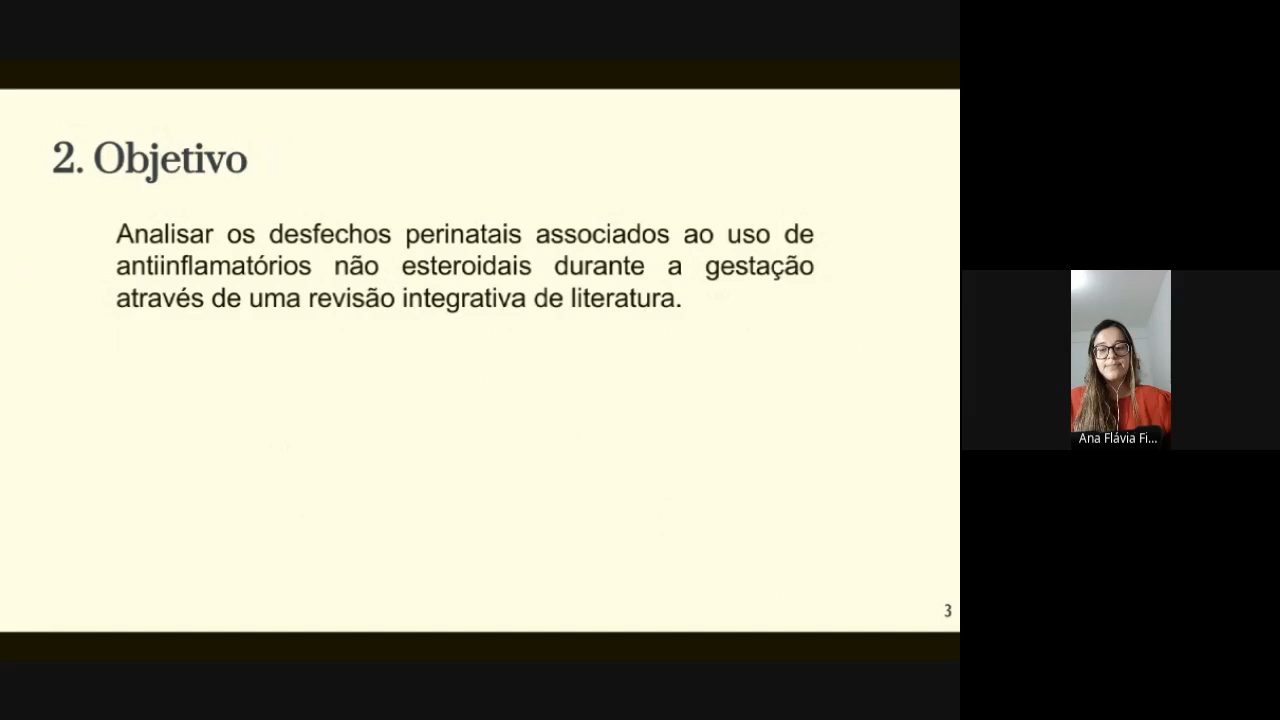 2. Objetivo
Analisar os desfechos perinatais associados ao uso de
antiinflamatórios não esteroidais durante a gestação
através de uma revisão integrativa de literatura.
3
Ana Flávia Fi...